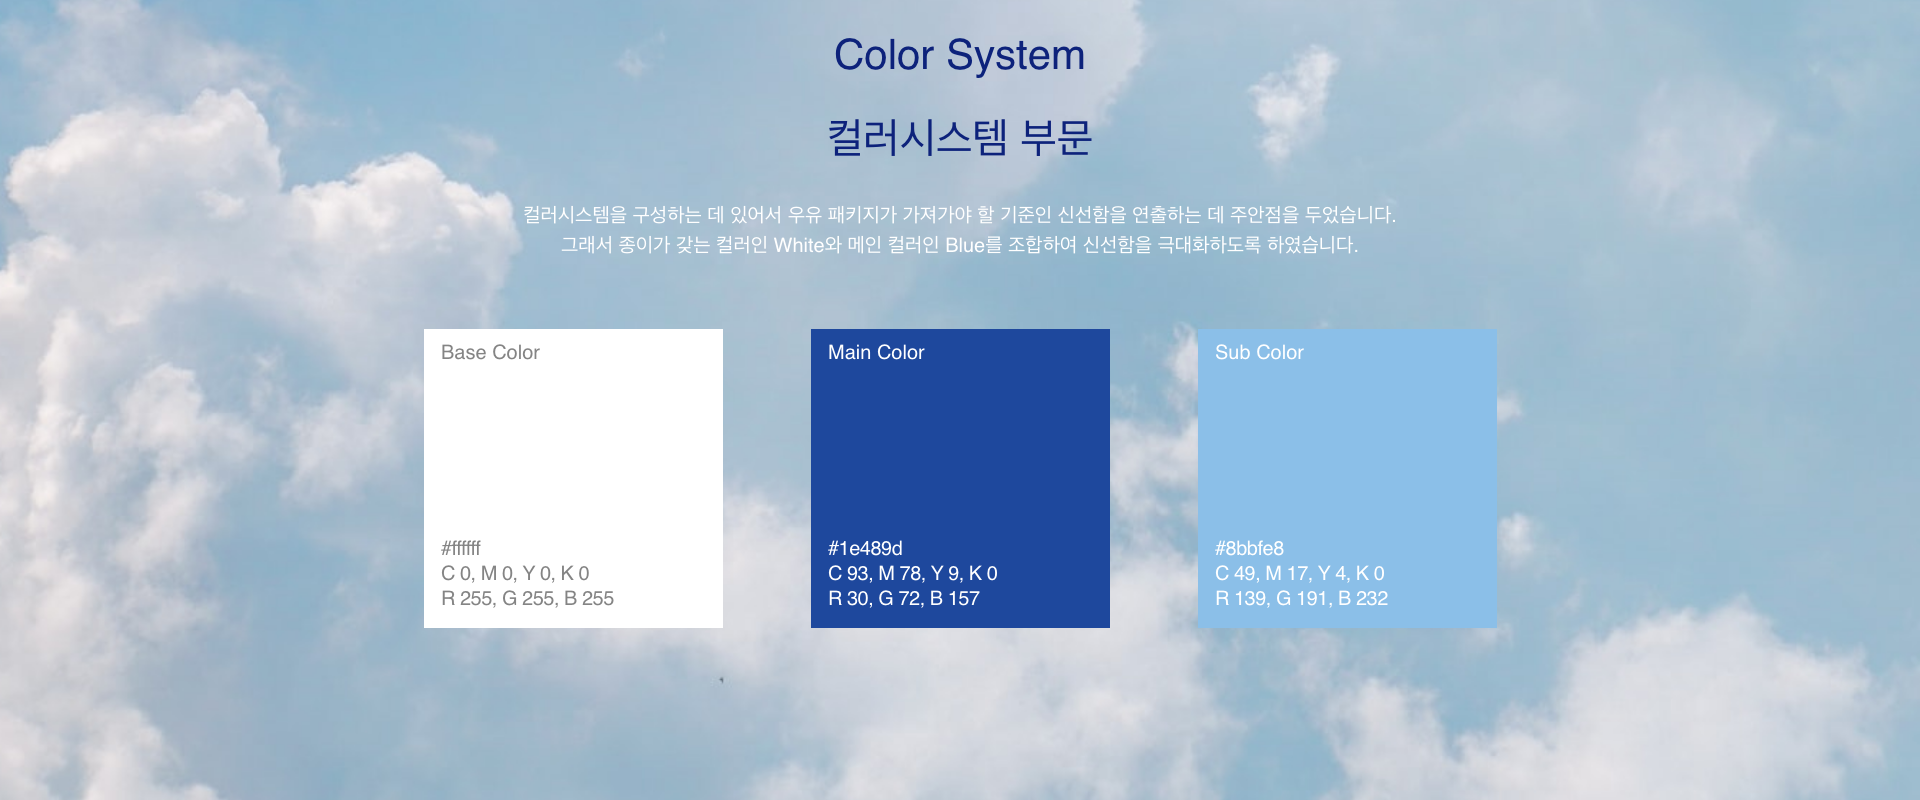 Color System
컬러시스템 부문
컬러시스템을 구성하는 데 있어서 우유 패키지가 가져가야 할 기준인 신선함을 연출하는 데 주안점을 두었습니다.
그래서 종이가 갖는 컬러인 White와 메인 컬러인 Blue를 조합하여 신선함을 극대화하도록 하였습니다.
Base Color
#ffffff
C 0, M 0, Y 0, K 0
R 255, G 255, B 255
Main Color
#1e489d
C 93, M 78, Y 9, K 0
R 30, G 72, B 157
Sub Color
#8bbfe8
C 49, M 17, Y 4, K 0
R 139, G 191, B 232